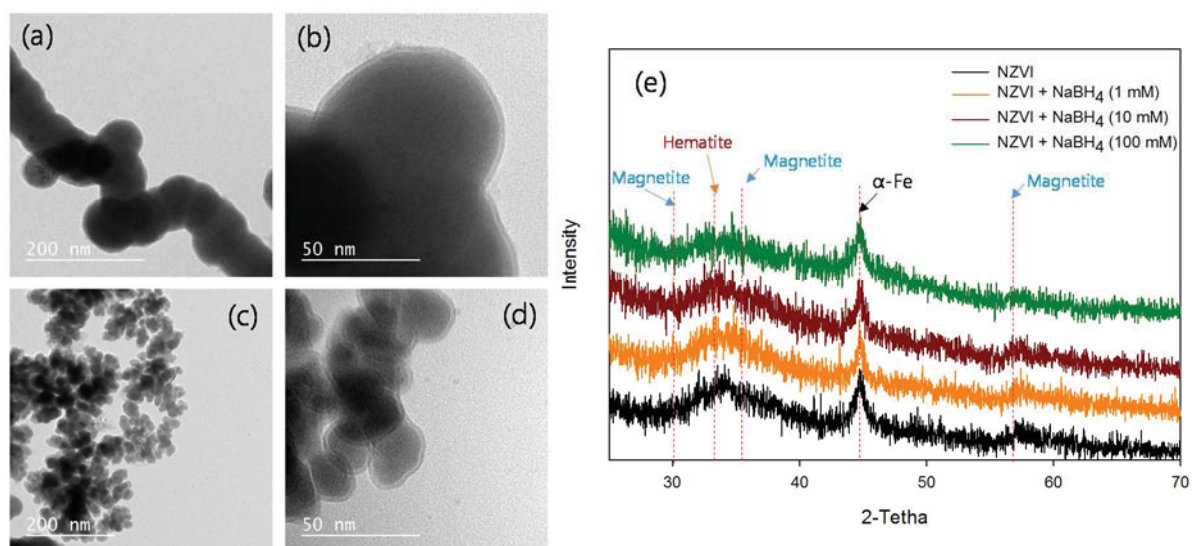 (a)
200 nm
(b)
50 nm
(c)
200 nm
(d)
50 nm
(e)
NZVI
NZVI + NaBH4 (1 mM)
NZVI + NaBH4 (10 mM)
NZVI + NaBH4 (100 mM)
Hematite
Magnetite
Magnetite
α-Fe
Magnetite
Intensity
30 40 50 60 70
2-Tetha